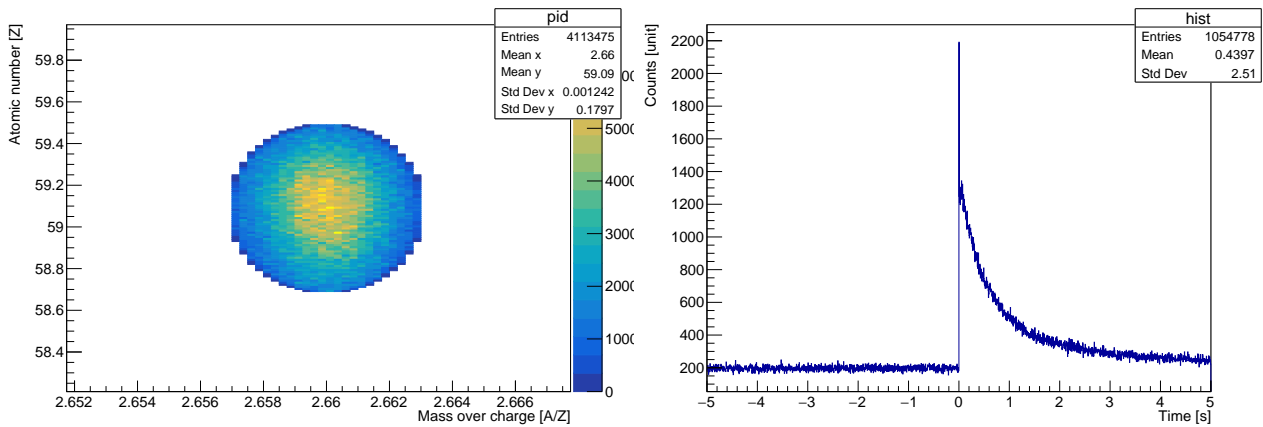 pid
Entries 4113475
Mean x 2.66
Mean y 59.09
Std Dev x 0.001242
Std Dev y 0.1797
Atomic number [Z]
59.8
59.6
59.4
59.2
59
58.8
58.6
58.4
2.652 2.654 2.656 2.658 2.66 2.662 2.664 2.666
Mass over charge [A/Z]
5000
4000
3000
2000
1000
0
hist
Entries 1054778
Mean 0.4397
Std Dev 2.51
Counts [unit]
2200
2000
1800
1600
1400
1200
1000
800
600
400
200
−5 −4 −3 −2 −1 0 1 2 3 4 5
Time [s]